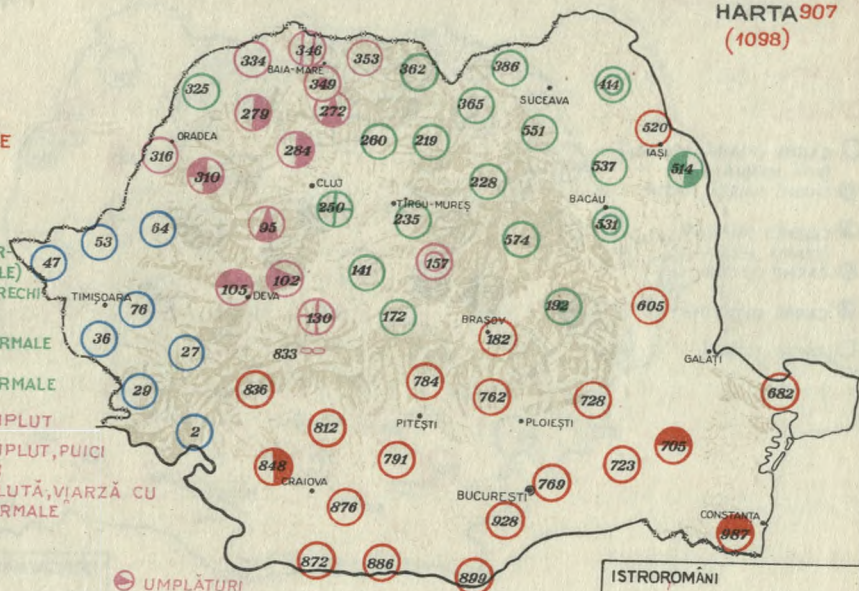 HARTA 907
(1098)
346
334
353
BAIA-MARE
362
386
349
414
325
SUCEAVA
365
279
272
551
520
ORADEA
260
219
IAȘI
316
284
537
514
310
228
CLUJ
TÎRGU-MUREȘ
BACĂU
250
235
531
95
64
574
53
157
47
141
102
105
DEVA
TIMIȘOARA
76
192
605
130
172
BRAȘOV
182
36
27
833
GALAȚI
29
836
784
762
728
682
PITEȘTI
PLOIEȘTI
2
812
705
848
791
723
CRAIOVA
769
BUCUREȘTI
876
928
CONSTANȚA
987
872
886
899
LE)
RECHI
RMALE
RMALE
MPLUT
MPLUT, PUICI
LUTĂ, VIARZĂ CU
RMALE
UMPLĂTURI
ISTROROMÂNI